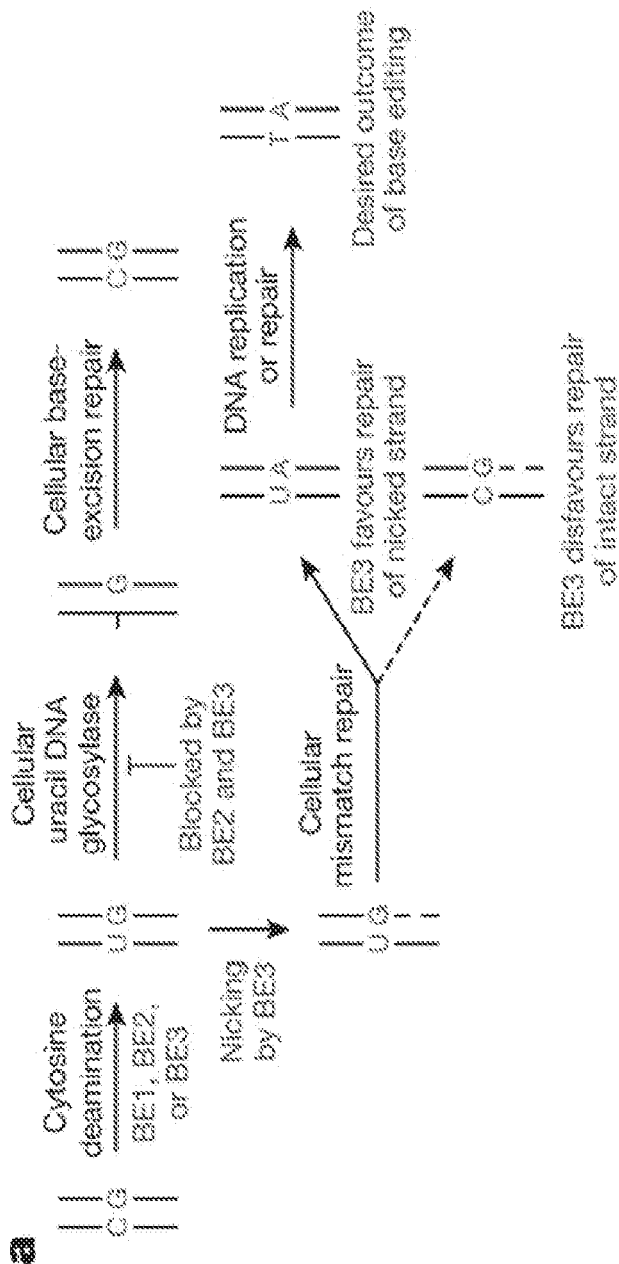 a
C G
Cytosine
deamination
BE1, BE2,
or BE3
U G
Cellular
uracil DNA
glycosylase
Blocked by
BE2 and BE3
G
Cellular base-
excision repair
C G
Nicking
by BE3
U G
Cellular
mismatch repair
U A
BE3 favours repair
of nicked strand
C G
BE3 disfavours repair
of intact strand
DNA replication
or repair
T A
Desired outcome
of base editing